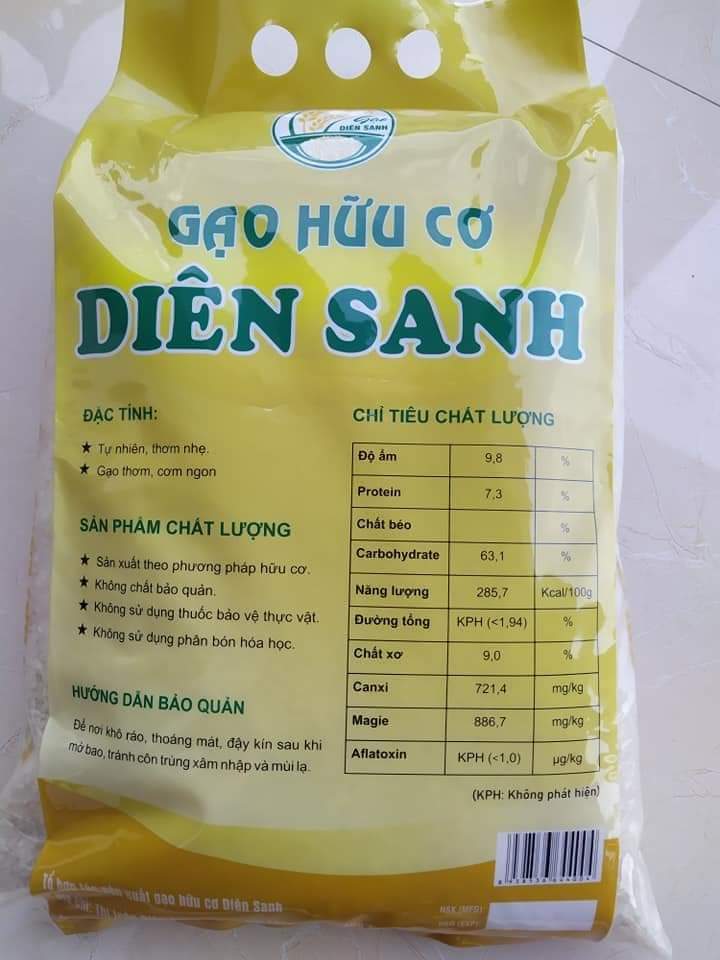 Gạo
DIÊN SANH
GẠO HỮU CƠ
DIÊN SANH
ĐẶC TÍNH:
★ Tự nhiên, thơm nhẹ.
★ Gạo thơm, cơm ngon
SẢN PHẨM CHẤT LƯỢNG
★ Sản xuất theo phương pháp hữu cơ.
★ Không chất bảo quản.
★ Không sử dụng thuốc bảo vệ thực vật.
★ Không sử dụng phân bón hóa học.
HƯỚNG DẪN BẢO QUẢN
Để nơi khô ráo, thoáng mát, đậy kín sau khi
mở bao, tránh côn trùng xâm nhập và mùi lạ.
CHỈ TIÊU CHẤT LƯỢNG
Độ ẩm 9,8 %
Protein 7,3 %
Chất béo %
Carbohydrate 63,1 %
Năng lượng 285,7 Kcal/100g
Đường tổng KPH (<1,94) %
Chất xơ 9,0 %
Canxi 721,4 mg/kg
Magie 886,7 mg/kg
Aflatoxin KPH (<1,0) µg/kg
(KPH: Không phát hiện)
xuất gạo hữu cơ Diên Sanh
NSX (MFG):